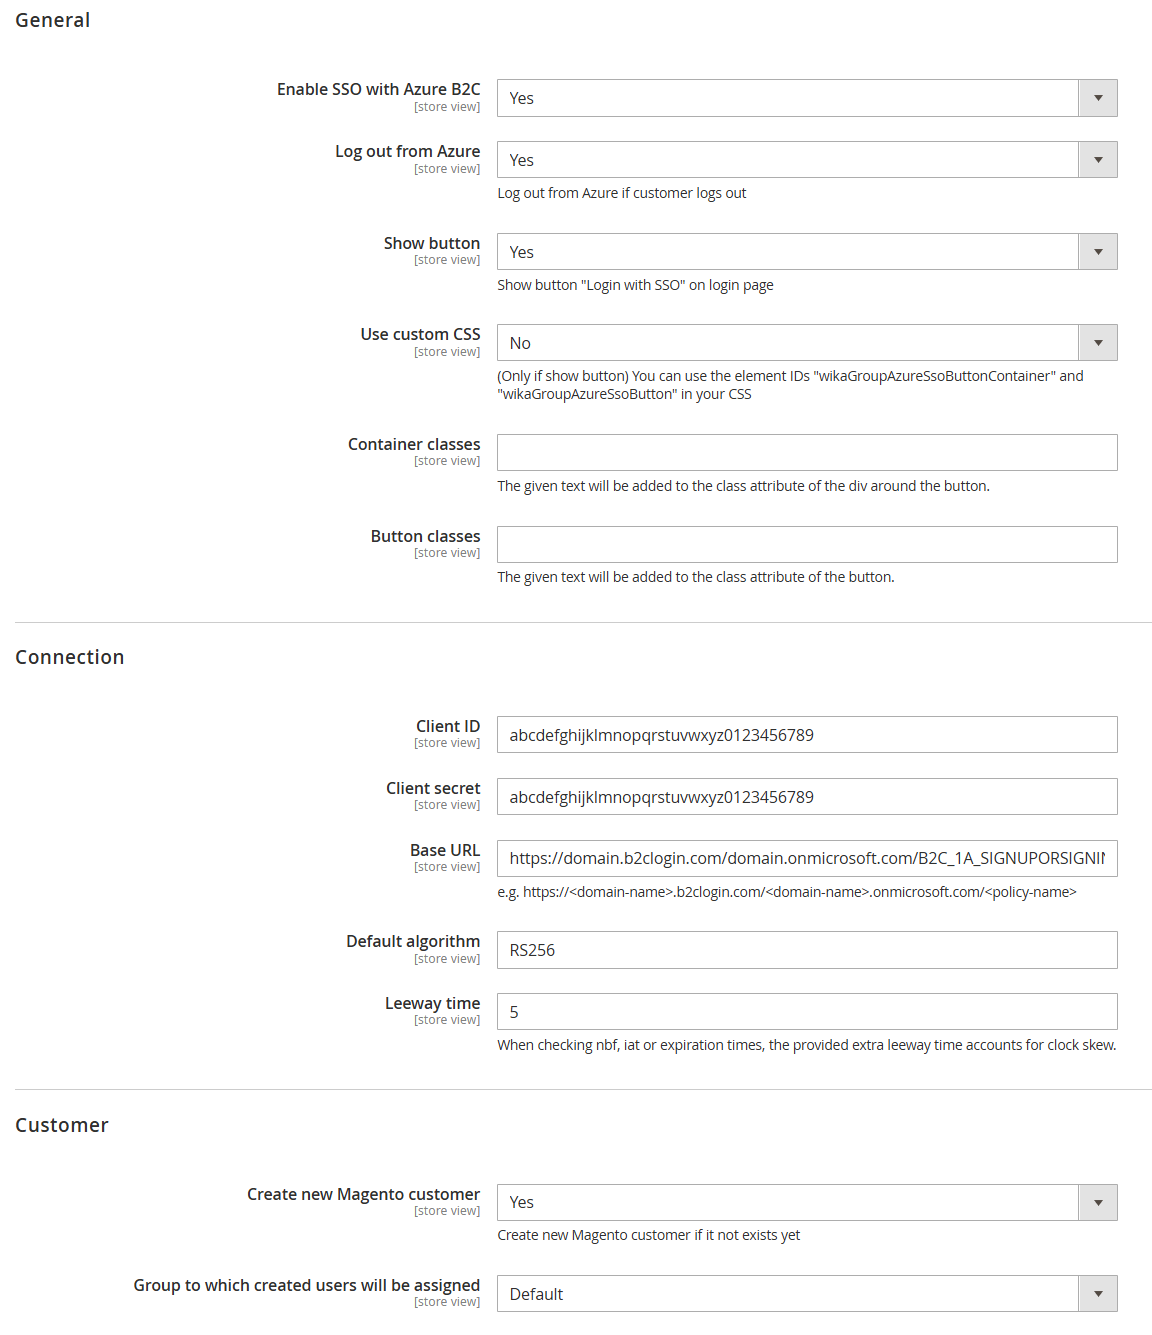 General
Enable SSO with Azure B2C
[store view]
Yes
Log out from Azure
[store view]
Yes
Log out from Azure if customer logs out
Show button
[store view]
Yes
Show button "Login with SSO" on login page
Use custom CSS
[store view]
No
(Only if show button) You can use the element IDs "wikaGroupAzureSsoButtonContainer" and
"wikaGroupAzureSsoButton" in your CSS
Container classes
[store view]
The given text will be added to the class attribute of the div around the button.
Button classes
[store view]
The given text will be added to the class attribute of the button.
Connection
Client ID
[store view]
abcdefghijklmnopqrstuvwxyz0123456789
Client secret
[store view]
abcdefghijklmnopqrstuvwxyz0123456789
Base URL
[store view]
https://domain.b2clogin.com/domain.onmicrosoft.com/B2C_1A_SIGNUPORSIGNIN
e.g. https://<domain-name>.b2clogin.com/<domain-name>.onmicrosoft.com/<policy-name>
Default algorithm
[store view]
RS256
Leeway time
[store view]
5
When checking nbf, iat or expiration times, the provided extra leeway time accounts for clock skew.
Customer
Create new Magento customer
[store view]
Yes
Create new Magento customer if it not exists yet
Group to which created users will be assigned
[store view]
Default